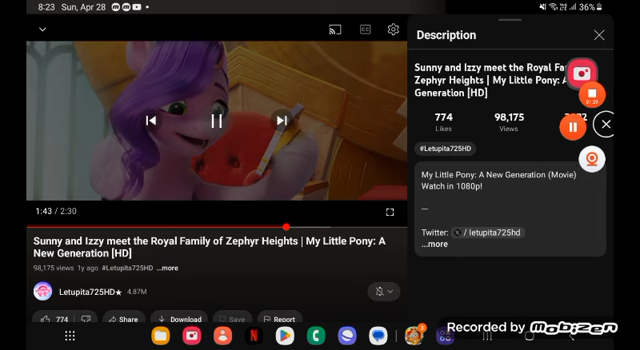 8:23 Sun, Apr 28
36%
Description
Sunny and Izzy meet the Royal
Zephyr Heights | My Little Pony: A
Generation [HD]
01:29
774
98,175
Likes
Views
#Letupita725HD
My Little Pony: A New Generation (Movie)
Watch in 1080p!
—
Twitter: X / letupita725hd
...more
1:43 / 2:30
Sunny and Izzy meet the Royal Family of Zephyr Heights | My Little Pony: A
New Generation [HD]
98,175 views 1y ago #Letupita725HD ...more
Letupita725HD★ 4.87M
774
Share
Download
Save
Report
Recorded by Mobizen